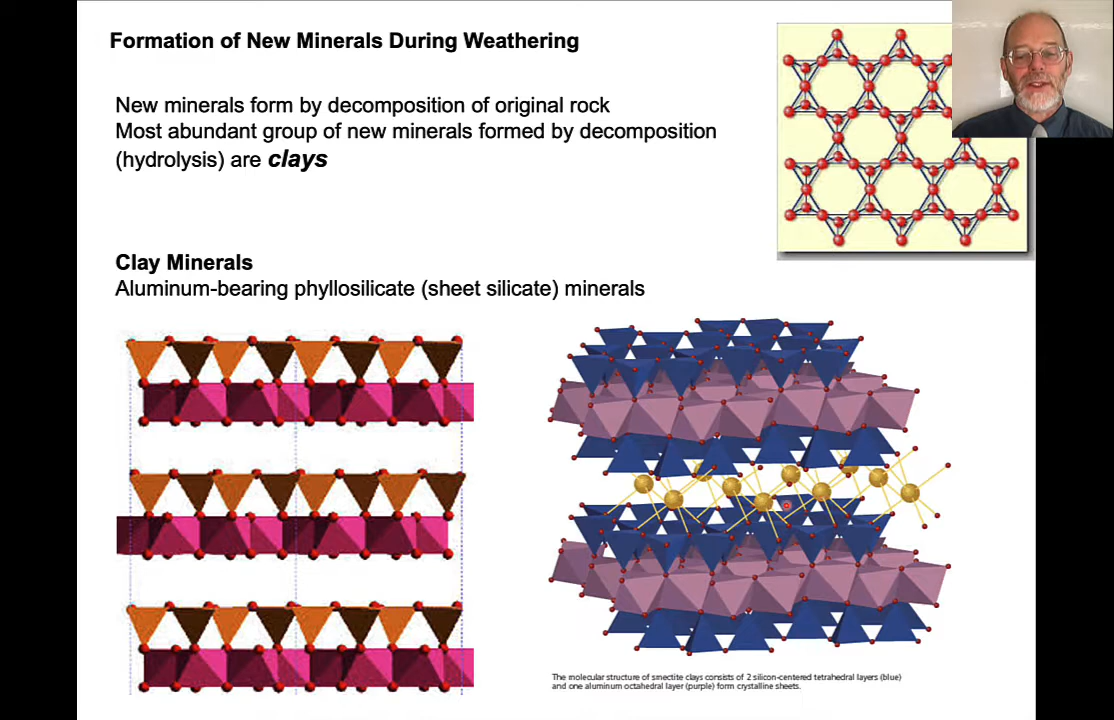 Formation of New Minerals During Weathering
New minerals form by decomposition of original rock
Most abundant group of new minerals formed by decomposition
(hydrolysis) are clays
Clay Minerals
Aluminum-bearing phyllosilicate (sheet silicate) minerals
The molecular structure of smectite clays consists of 2 silicon-centered tetrahedral layers (blue)
and one aluminum octahedral layer (purple) form crystalline sheets.